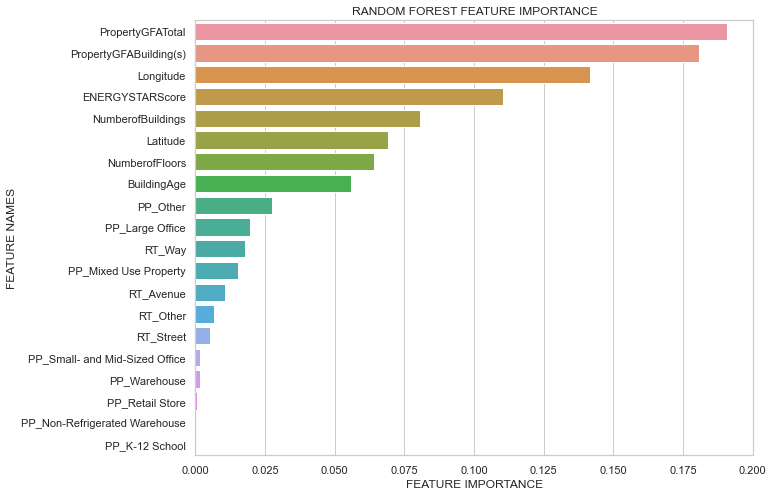 RANDOM FOREST FEATURE IMPORTANCE
FEATURE NAMES
PropertyGFATotal
PropertyGFABuilding(s)
Longitude
ENERGYSTARScore
NumberofBuildings
Latitude
NumberofFloors
BuildingAge
PP_Other
PP_Large Office
RT_Way
PP_Mixed Use Property
RT_Avenue
RT_Other
RT_Street
PP_Small- and Mid-Sized Office
PP_Warehouse
PP_Retail Store
PP_Non-Refrigerated Warehouse
PP_K-12 School
0.000 0.025 0.050 0.075 0.100 0.125 0.150 0.175 0.200
FEATURE IMPORTANCE